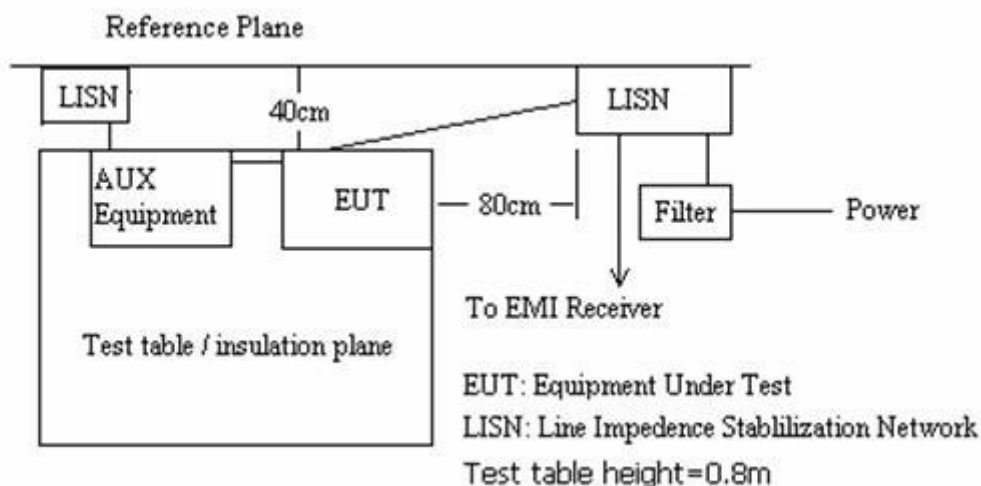 Reference Plane
LISN
40cm
LISN
AUX
Equipment
EUT
80cm
Filter
Power
To EMI Receiver
Test table / insulation plane
EUT: Equipment Under Test
LISN: Line Impedence Stablilization Network
Test table height=0.8m